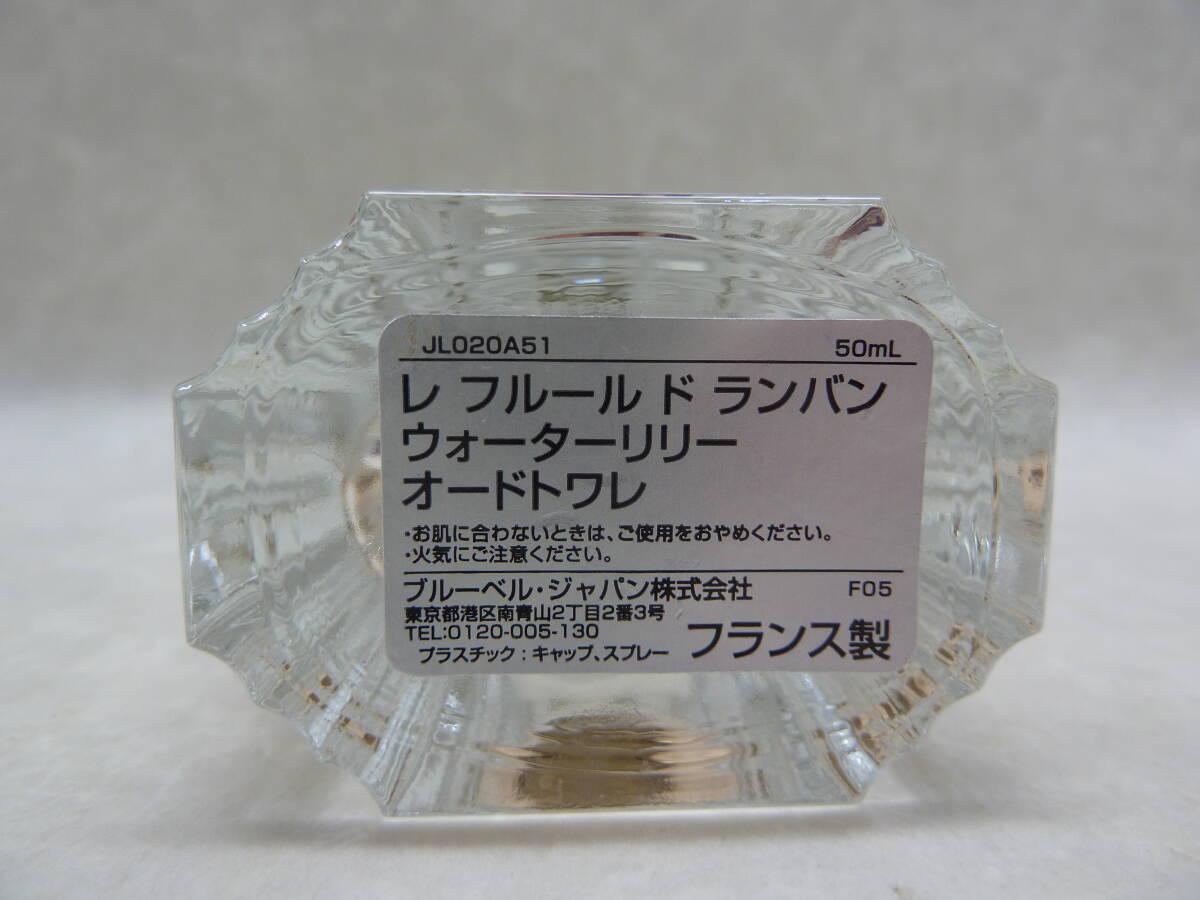 JL020A51 50mL
レ フルール ド ランバン
ウォーターリリー
オードトワレ
・お肌に合わないときは、ご使用をおやめください。
・火気にご注意ください。
ブルーベル・ジャパン株式会社 F05
東京都港区南青山2丁目2番3号
TEL:0120-005-130
プラスチック：キャップ、スプレー フランス製